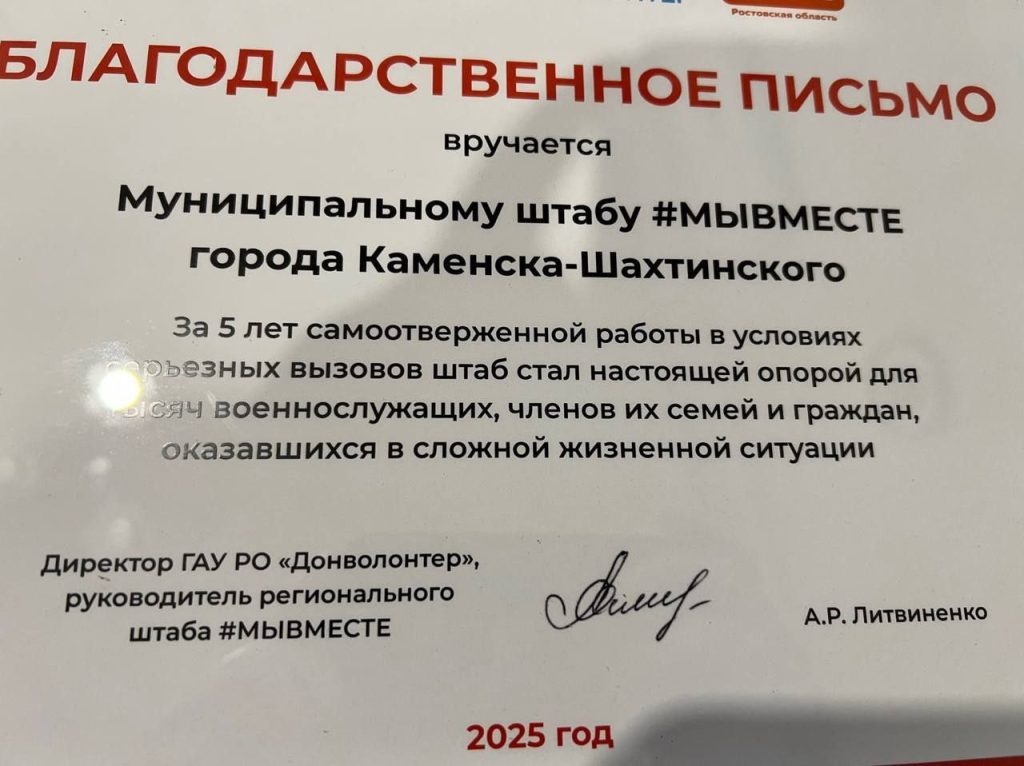 Ростовская область
БЛАГОДАРСТВЕННОЕ ПИСЬМО
вручается
Муниципальному штабу #МЫВМЕСТЕ
города Каменска-Шахтинского
За 5 лет самоотверженной работы в условиях
серьезных вызовов штаб стал настоящей опорой для
тысяч военнослужащих, членов их семей и граждан,
оказавшихся в сложной жизненной ситуации
Директор ГАУ РО «Донволонтер»,
руководитель регионального
штаба #МЫВМЕСТЕ
А.Р. Литвиненко
2025 год